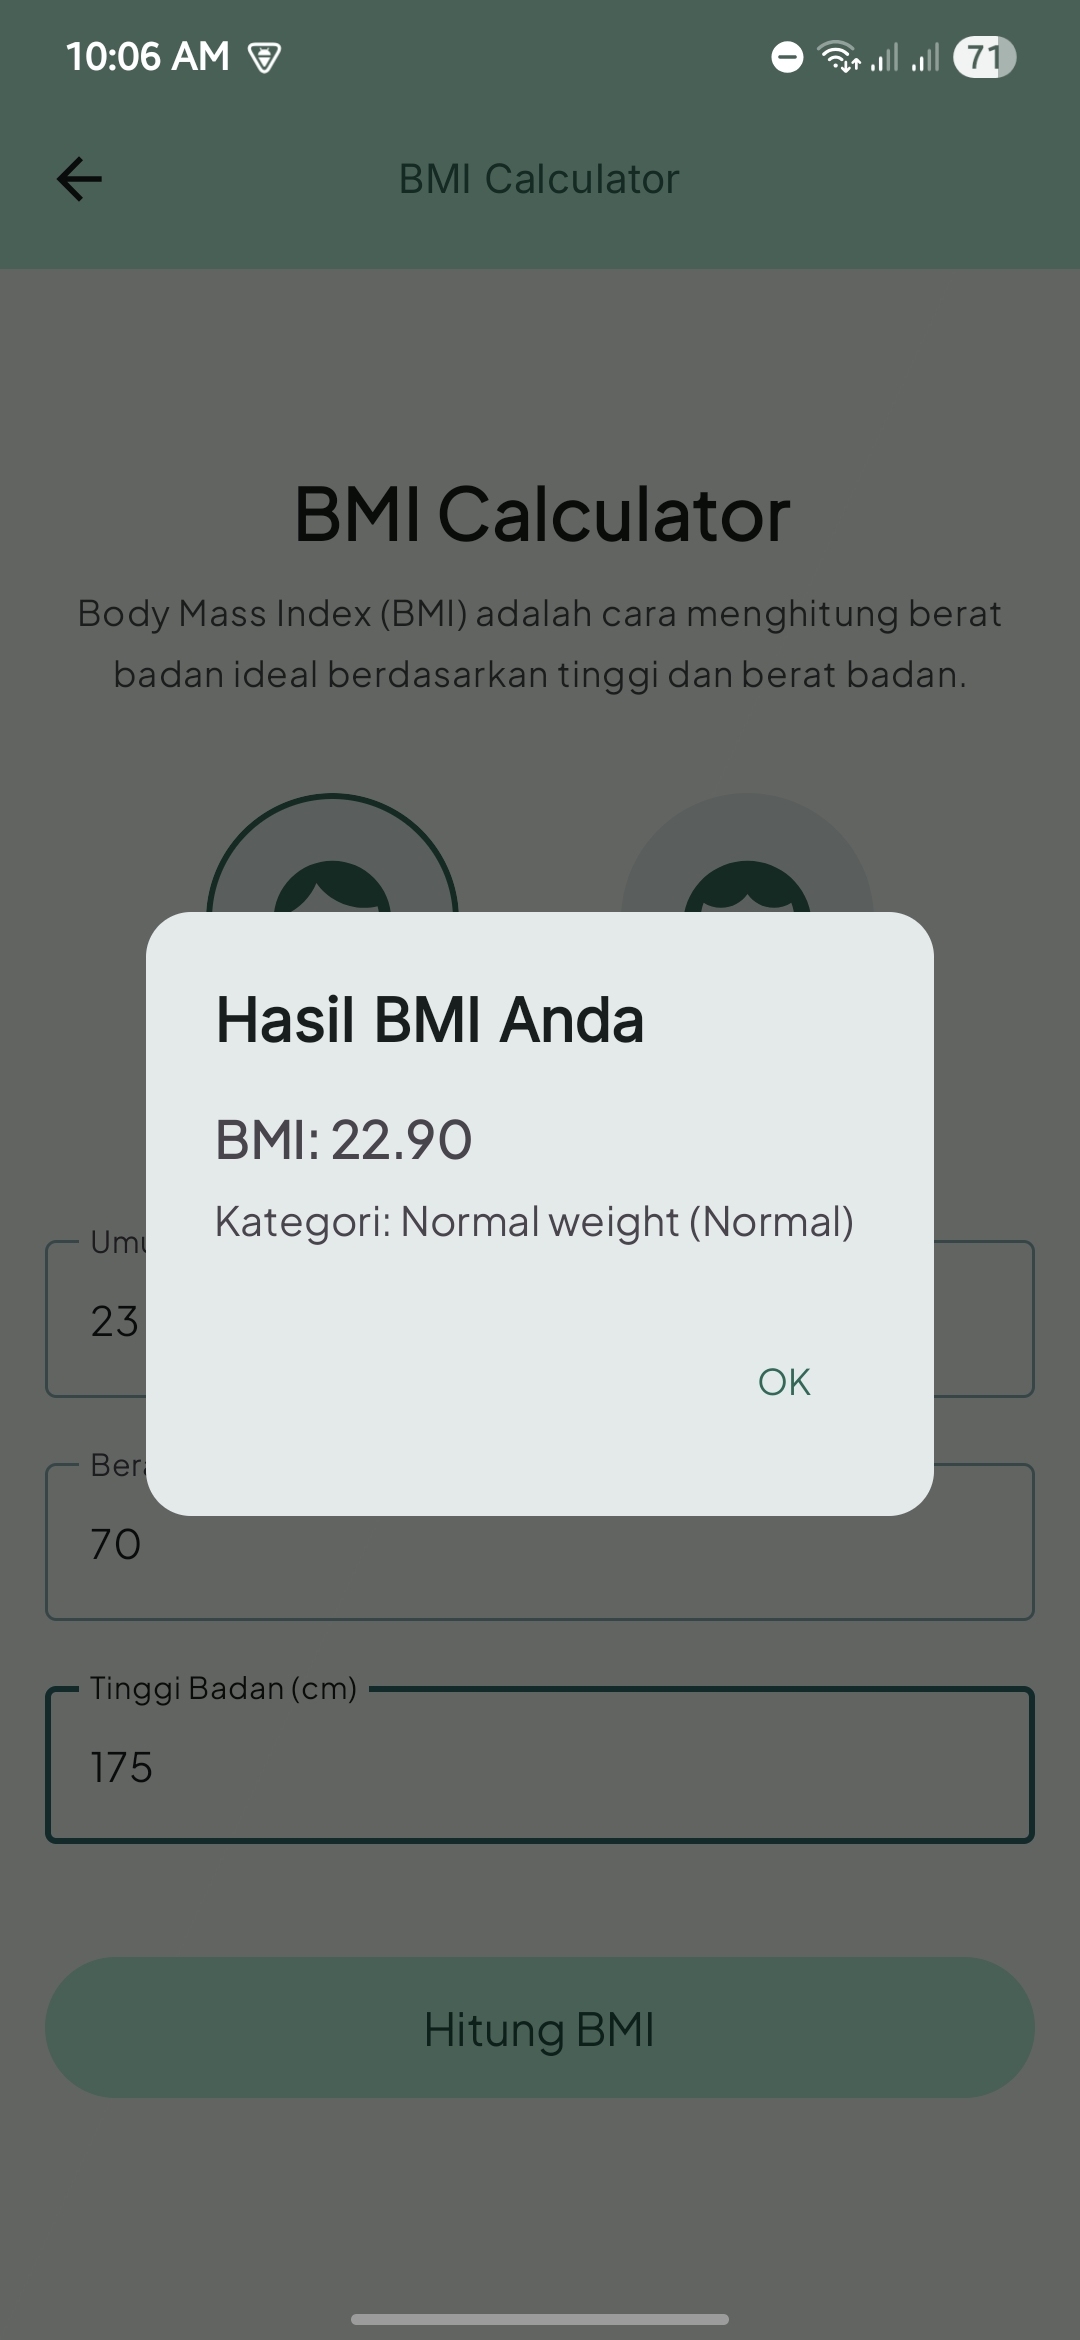 10:06 AM
71
BMI Calculator
BMI Calculator
Body Mass Index (BMI) adalah cara menghitung berat
badan ideal berdasarkan tinggi dan berat badan.
Hasil BMI Anda
BMI: 22.90
Kategori: Normal weight (Normal)
OK
23
70
Tinggi Badan (cm)
175
Hitung BMI